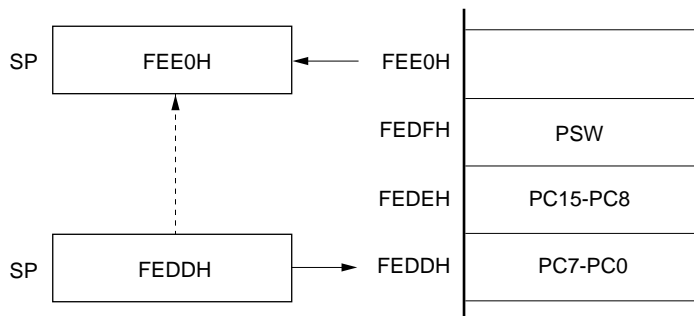 SP FEE0H FEE0H
FEDFH PSW
FEDEH PC15-PC8
SP FEDDH FEDDH PC7-PC0